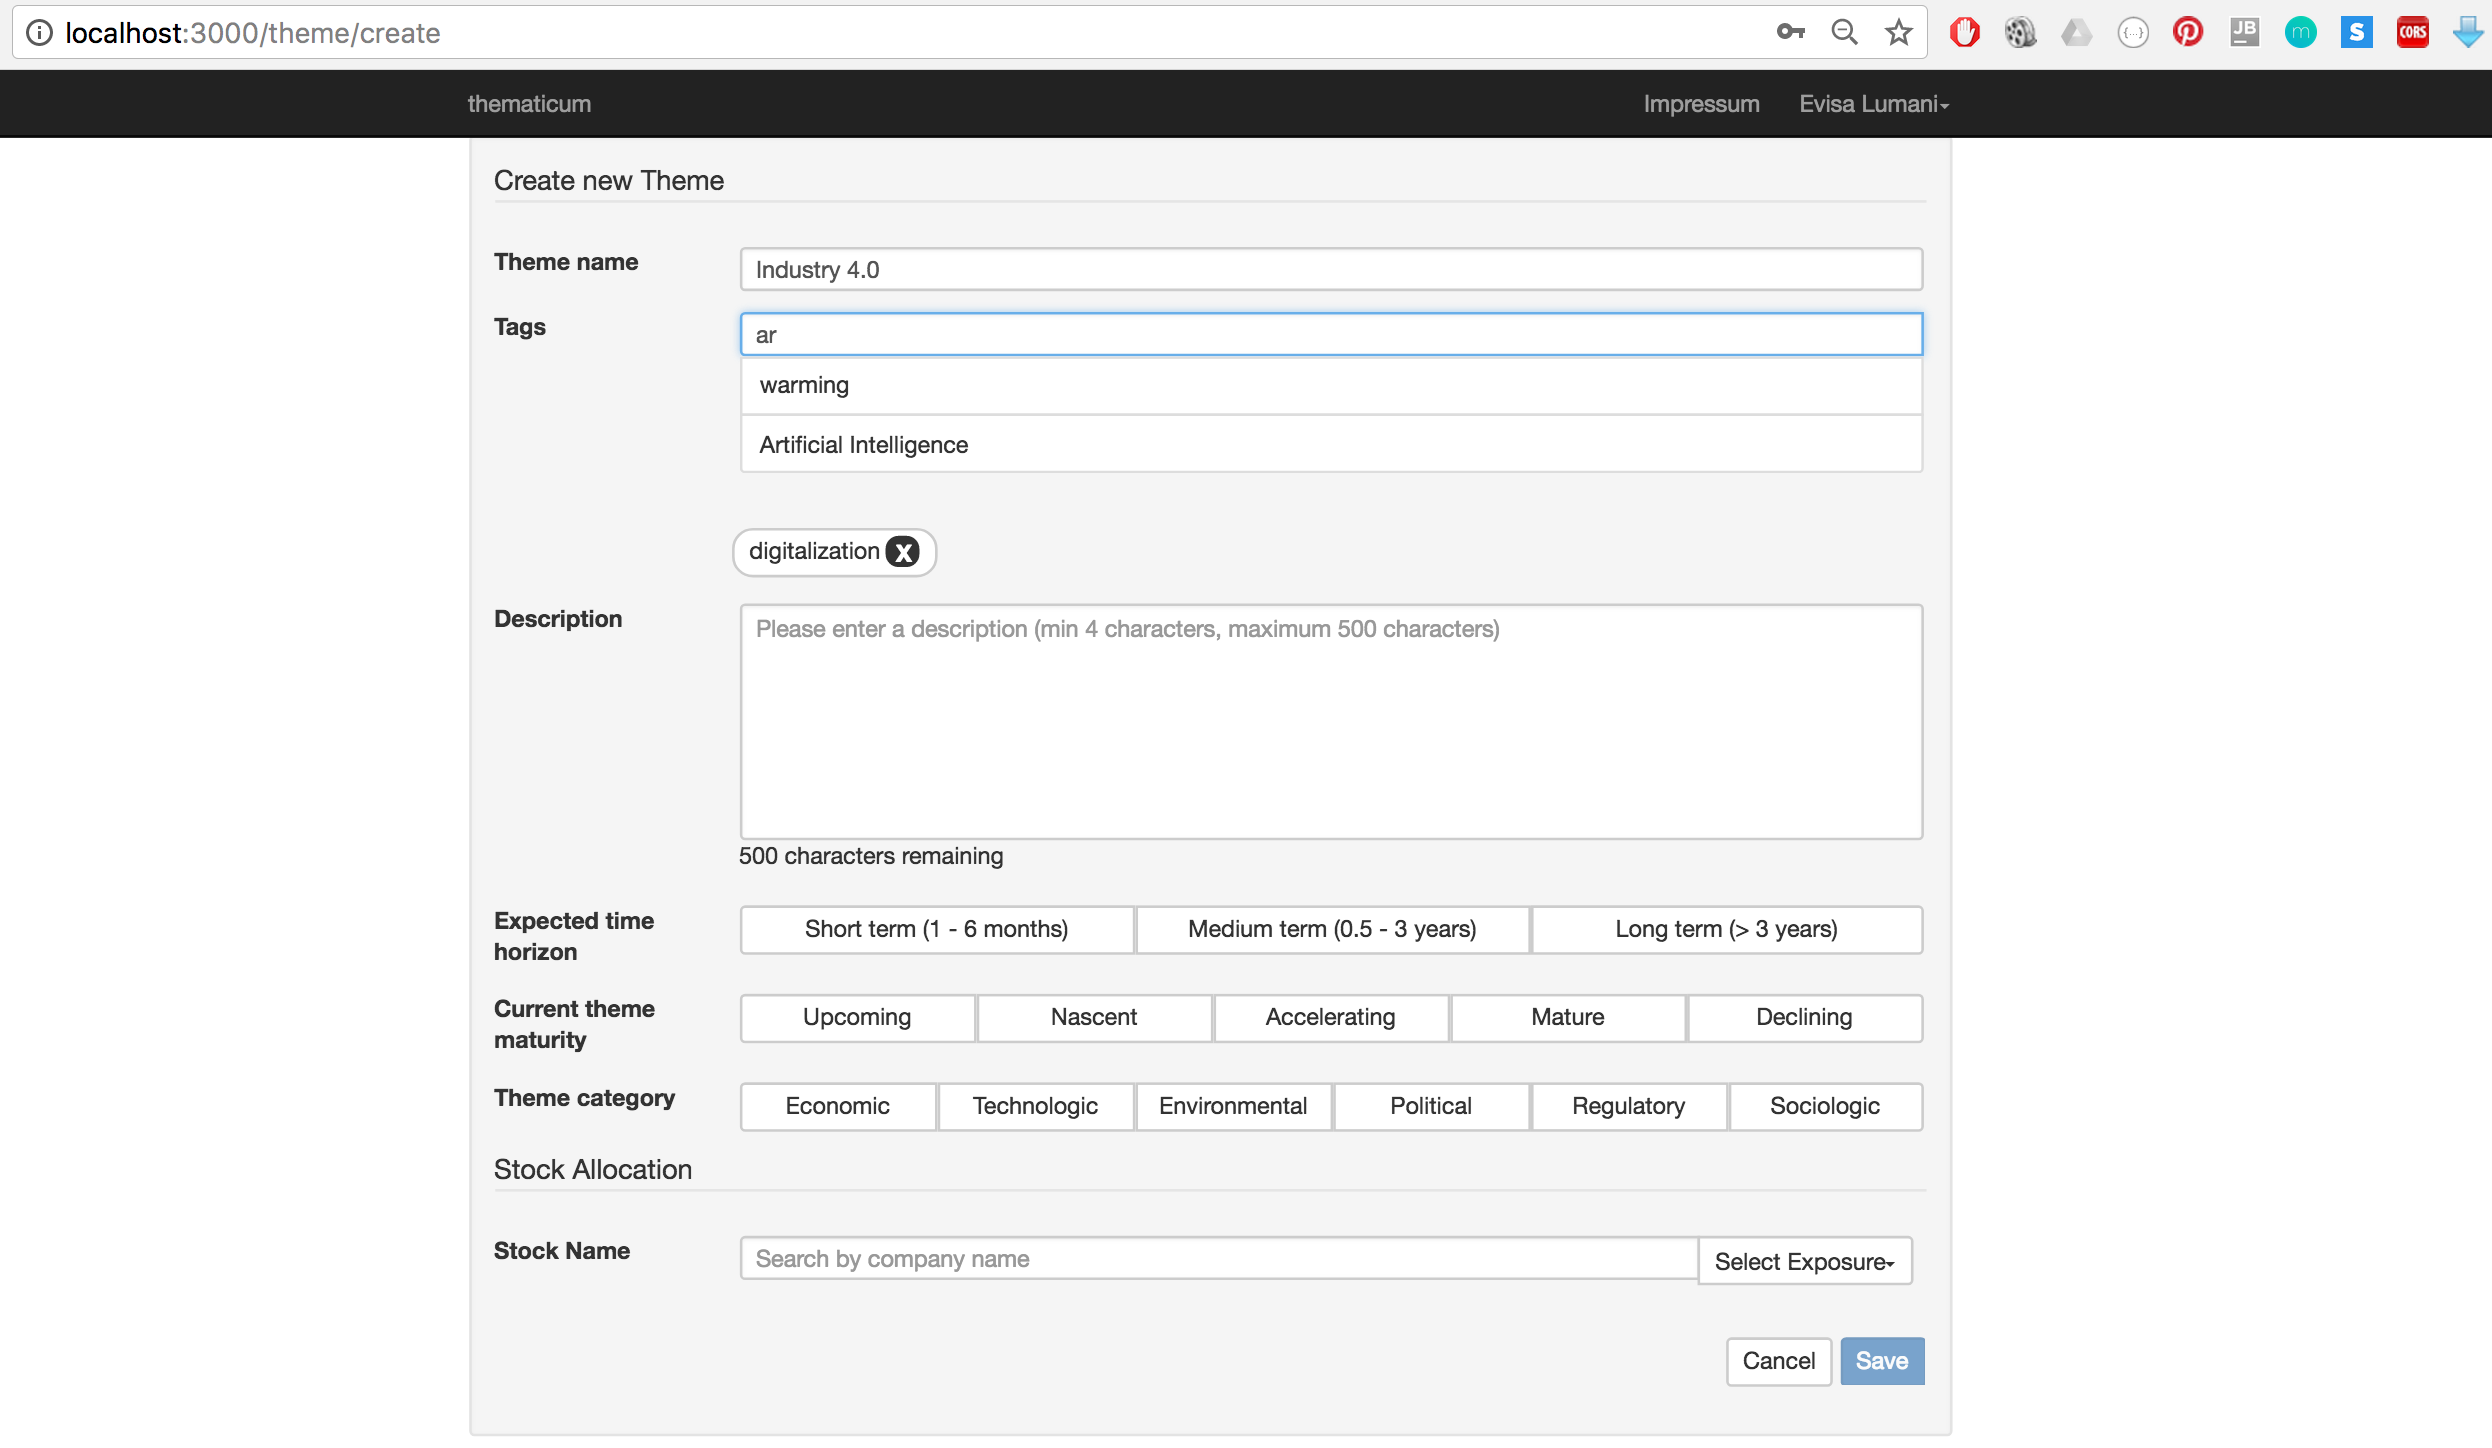 localhost:3000/theme/create
JB
m
S
CORS
thematicum
Impressum
Evisa Lumani
Create new Theme
Theme name
Industry 4.0
Tags
ar
warming
Artificial Intelligence
digitalization x
Description
Please enter a description (min 4 characters, maximum 500 characters)
500 characters remaining
Expected time
horizon
Short term (1 - 6 months)
Medium term (0.5 - 3 years)
Long term (> 3 years)
Current theme
maturity
Upcoming
Nascent
Accelerating
Mature
Declining
Theme category
Economic
Technologic
Environmental
Political
Regulatory
Sociologic
Stock Allocation
Stock Name
Search by company name
Select Exposure
Cancel
Save